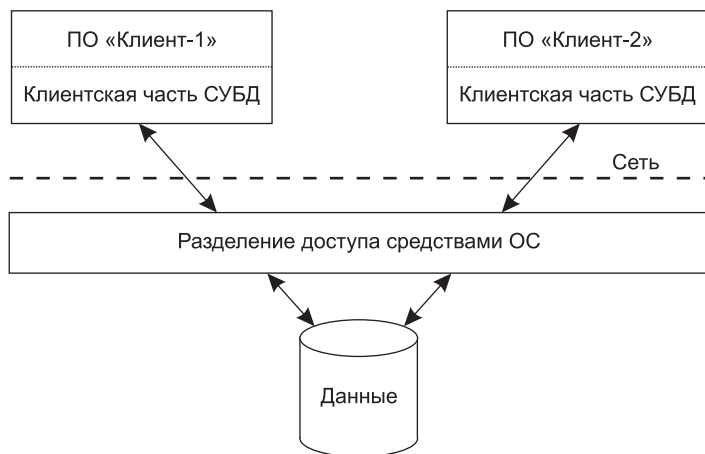 ПО «Клиент-1»
Клиентская часть СУБД
ПО «Клиент-2»
Клиентская часть СУБД
Сеть
Разделение доступа средствами ОС
Данные